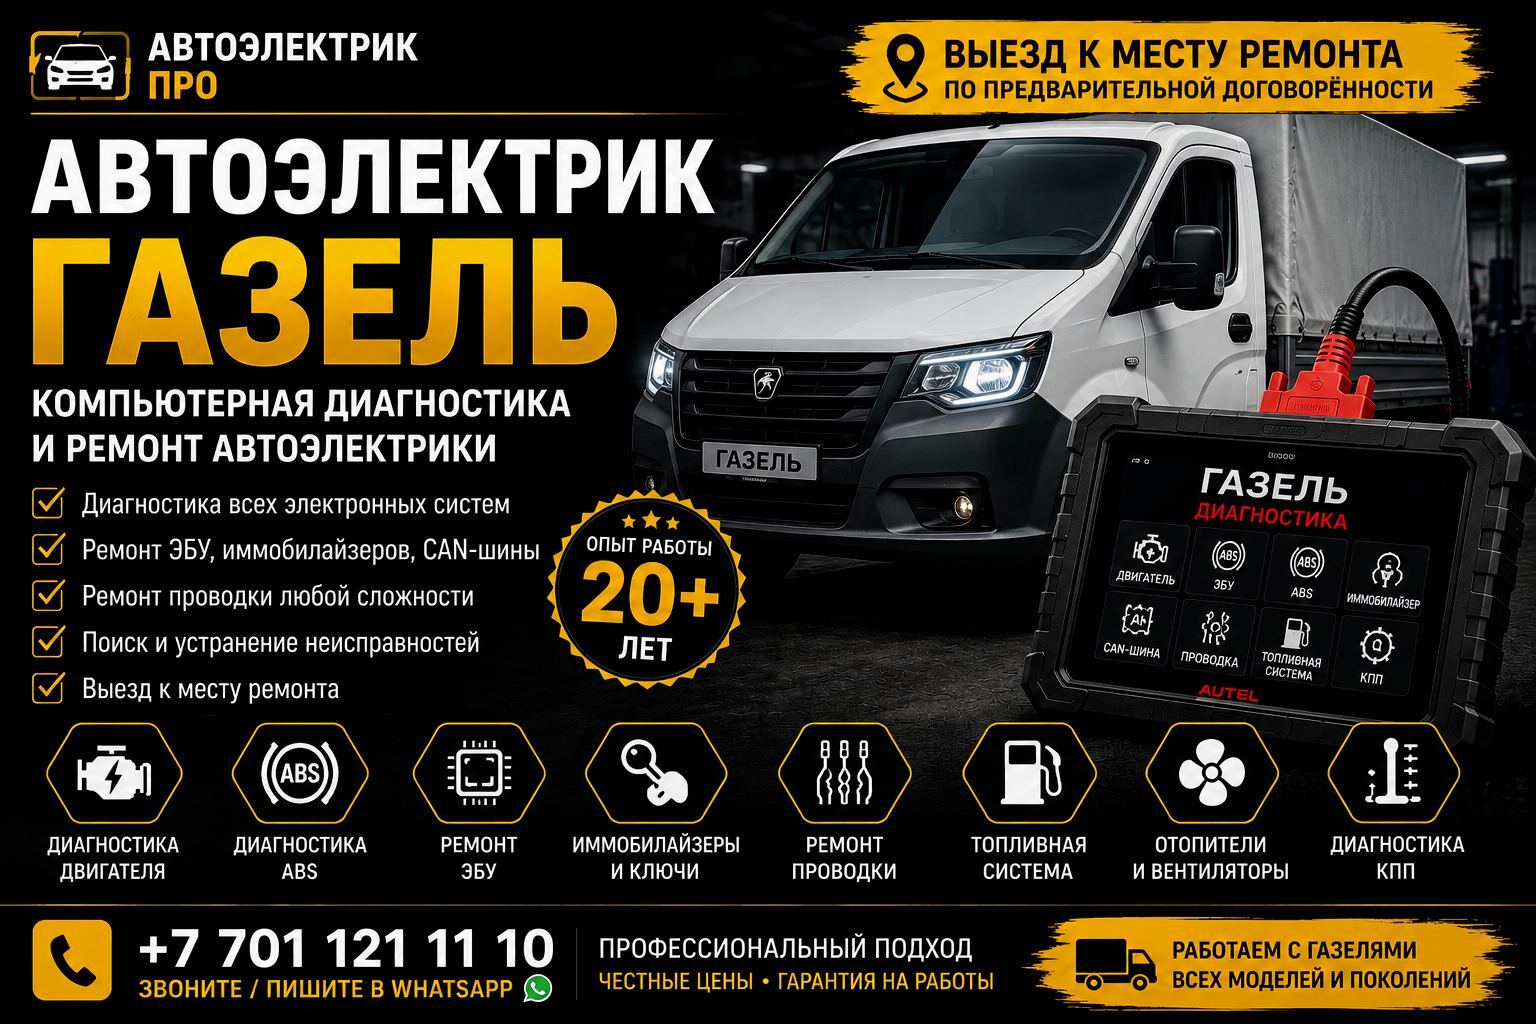 АВТОЭЛЕКТРИК
ПРО
ВЫЕЗД К МЕСТУ РЕМОНТА
ПО ПРЕДВАРИТЕЛЬНОЙ ДОГОВОРЁННОСТИ
АВТОЭЛЕКТРИК
ГАЗЕЛЬ
КОМПЬЮТЕРНАЯ ДИАГНОСТИКА
И РЕМОНТ АВТОЭЛЕКТРИКИ
Диагностика всех электронных систем
Ремонт ЭБУ, иммобилайзеров, CAN-шины
Ремонт проводки любой сложности
Поиск и устранение неисправностей
Выезд к месту ремонта
ОПЫТ РАБОТЫ
20+
ЛЕТ
ГАЗЕЛЬ
ГАЗЕЛЬ
ДИАГНОСТИКА
ДВИГАТЕЛЬ
ABS
ЭБУ
ABS
ABS
ИММОБИЛАЙЗЕР
CAN-ШИНА
ПРОВОДКА
ТОПЛИВНАЯ
СИСТЕМА
КПП
AUTEL
ДИАГНОСТИКА
ДВИГАТЕЛЯ
ABS
ДИАГНОСТИКА
ABS
РЕМОНТ
ЭБУ
ИММОБИЛАЙЗЕРЫ
И КЛЮЧИ
РЕМОНТ
ПРОВОДКИ
ТОПЛИВНАЯ
СИСТЕМА
ОТОПИТЕЛИ
И ВЕНТИЛЯТОРЫ
ДИАГНОСТИКА
КПП
+7 701 121 11 10
ЗВОНИТЕ / ПИШИТЕ В WHATSAPP
ПРОФЕССИОНАЛЬНЫЙ ПОДХОД
ЧЕСТНЫЕ ЦЕНЫ • ГАРАНТИЯ НА РАБОТЫ
РАБОТАЕМ С ГАЗЕЛЯМИ
ВСЕХ МОДЕЛЕЙ И ПОКОЛЕНИЙ